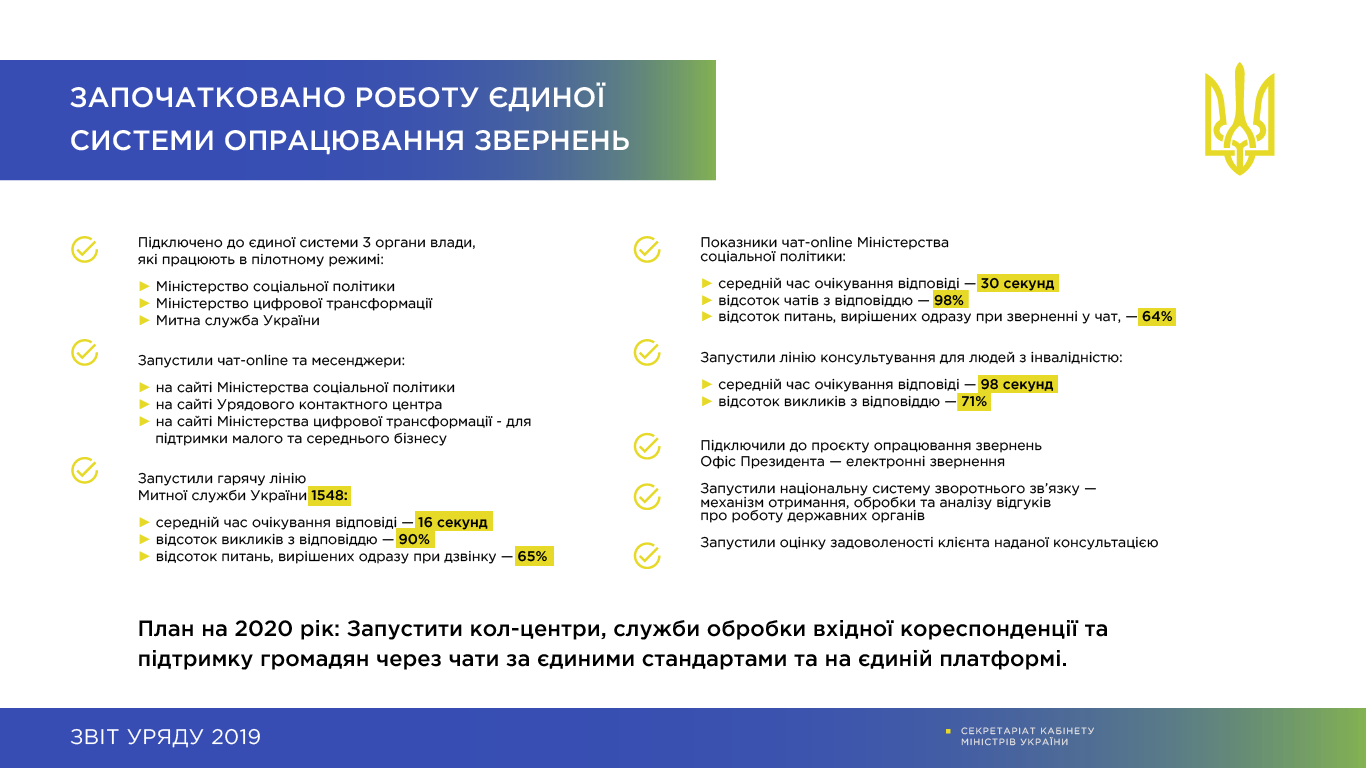 ЗАПОЧАТКОВАНО РОБОТУ ЄДИНОЇ
СИСТЕМИ ОПРАЦЮВАННЯ ЗВЕРНЕНЬ
Підключено до єдиної системи 3 органи влади,
які працюють в пілотному режимі:
► Міністерство соціальної політики
► Міністерство цифрової трансформації
► Митна служба України
Запустили чат-online та месенджери:
► на сайті Міністерства соціальної політики
► на сайті Урядового контактного центра
► на сайті Міністерства цифрової трансформації - для
підтримки малого та середнього бізнесу
Запустили гарячу лінію
Митної служби України 1548:
► середній час очікування відповіді — 16 секунд
► відсоток викликів з відповіддю — 90%
► відсоток питань, вирішених одразу при дзвінку — 65%
Показники чат-online Міністерства
соціальної політики:
► середній час очікування відповіді — 30 секунд
► відсоток чатів з відповіддю — 98%
► відсоток питань, вирішених одразу при зверненні у чат, — 64%
Запустили лінію консультування для людей з інвалідністю:
► середній час очікування відповіді — 98 секунд
► відсоток викликів з відповіддю — 71%
Підключили до проєкту опрацювання звернень
Офіс Президента — електронні звернення
Запустили національну систему зворотнього зв’язку —
механізм отримання, обробки та аналізу відгуків
про роботу державних органів
Запустили оцінку задоволеності клієнта наданої консультацією
План на 2020 рік: Запустити кол-центри, служби обробки вхідної кореспонденції та
підтримку громадян через чати за єдиними стандартами та на єдиній платформі.
ЗВІТ УРЯДУ 2019
СЕКРЕТАРІАТ КАБІНЕТУ
МІНІСТРІВ УКРАЇНИ